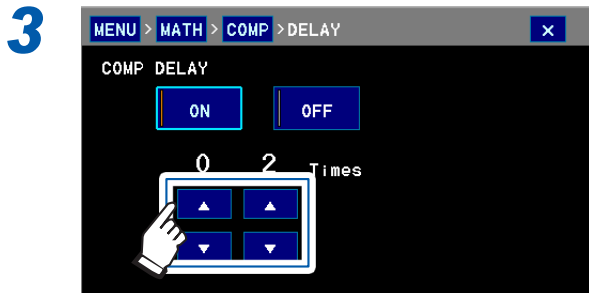 3
MENU > MATH > COMP > DELAY ×
COMP DELAY
ON OFF
0 2 Times